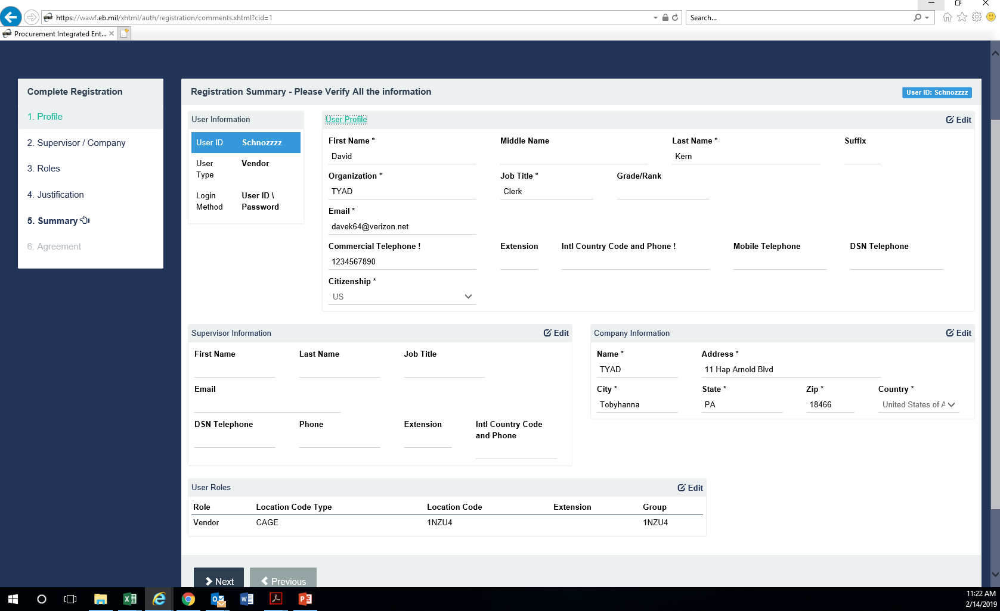 https://wawf.eb.mil/xhtml/auth/registration/comments.xhtml?cid=1
Search...
Procurement Integrated Ent...
Complete Registration
1. Profile
2. Supervisor / Company
3. Roles
4. Justification
5. Summary
6. Agreement
Registration Summary - Please Verify All the information
User ID: Schnozzzz
User Information
User ID Schnozzzz
User Type Vendor
Login Method User ID \ Password
User Profile
Edit
First Name * Middle Name Last Name * Suffix
David Kern
Organization * Job Title * Grade/Rank
TYAD Clerk
Email *
davek64@verizon.net
Commercial Telephone ! Extension Intl Country Code and Phone ! Mobile Telephone DSN Telephone
1234567890
Citizenship *
US
Supervisor Information Edit
First Name Last Name Job Title
Email
DSN Telephone Phone Extension Intl Country Code
and Phone
Company Information Edit
Name * Address *
TYAD 11 Hap Arnold Blvd
City * State * Zip * Country *
Tobyhanna PA 18466 United States of A
User Roles Edit
Role Location Code Type Location Code Extension Group
Vendor CAGE 1NZU4 1NZU4
Next Previous
11:22 AM
2/14/2019